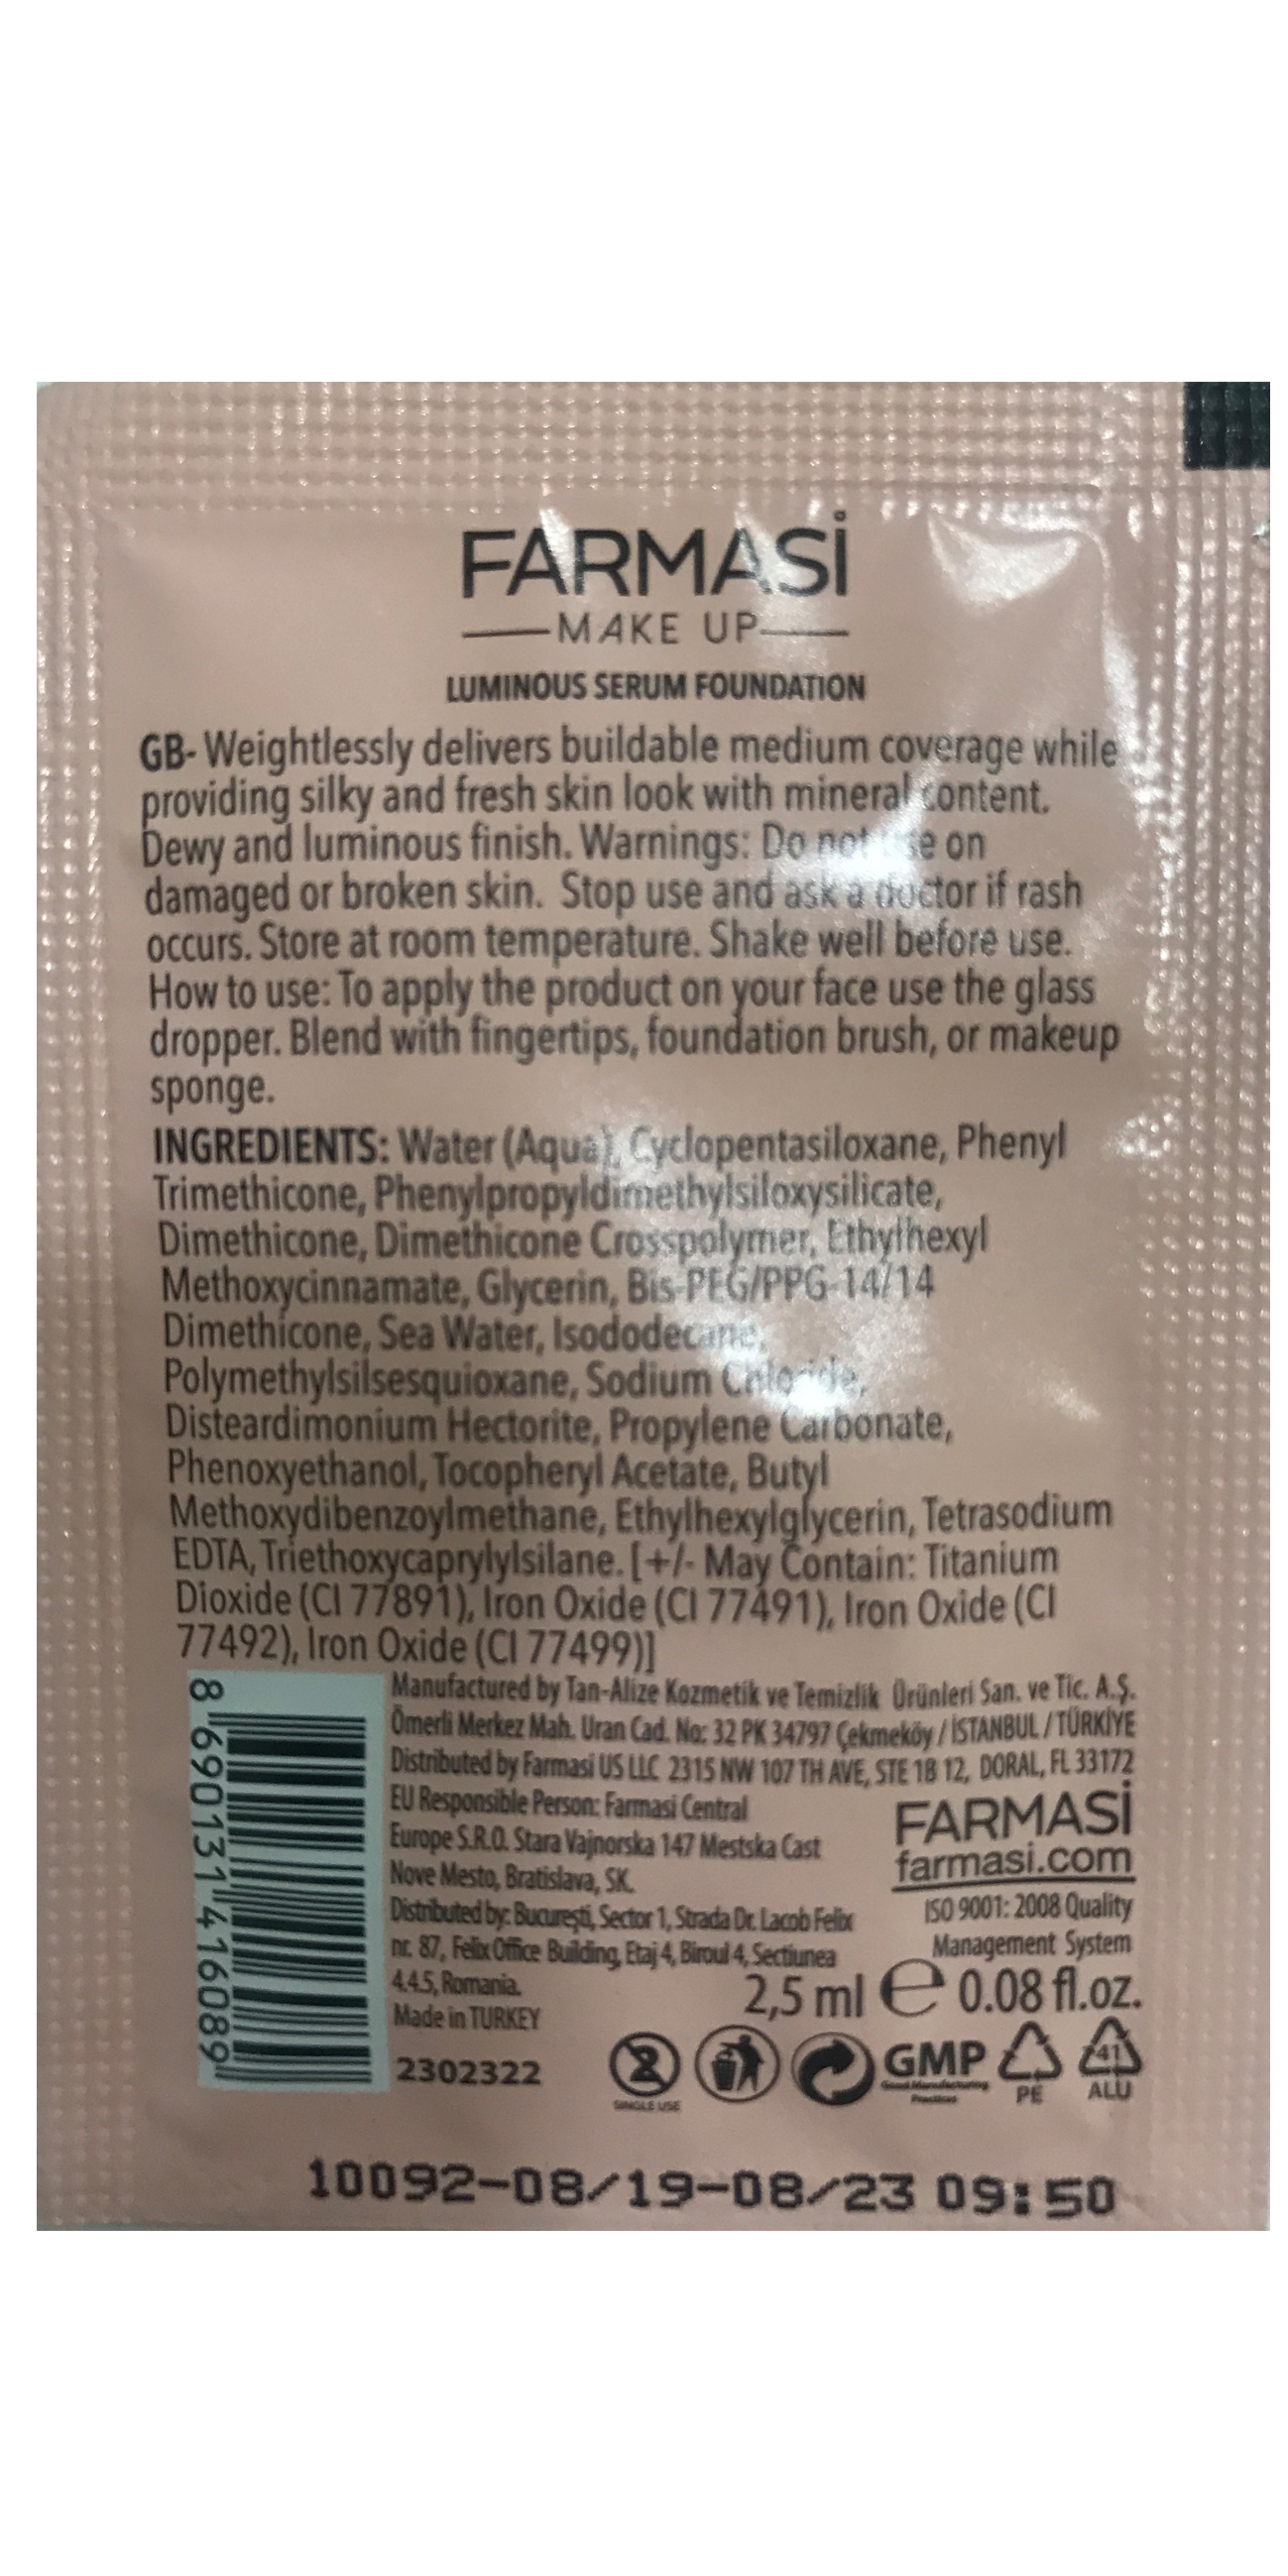 FARMASİ
MAKE UP
LUMINOUS SERUM FOUNDATION
GB- Weightlessly delivers buildable medium coverage while
providing silky and fresh skin look with mineral content.
Dewy and luminous finish. Warnings: Do not use on
damaged or broken skin. Stop use and ask a doctor if rash
occurs. Store at room temperature. Shake well before use.
How to use: To apply the product on your face use the glass
dropper. Blend with fingertips, foundation brush, or makeup
sponge.
INGREDIENTS: Water (Aqua), Cyclopentasiloxane, Phenyl
Trimethicone, Phenylpropyldimethylsiloxysilicate,
Dimethicone, Dimethicone Crosspolymer, Ethylhexyl
Methoxycinnamate, Glycerin, Bis-PEG/PPG-14/14
Dimethicone, Sea Water, Isododecane,
Polymethylsilsesquioxane, Sodium Chloride,
Disteardimonium Hectorite, Propylene Carbonate,
Phenoxyethanol, Tocopheryl Acetate, Butyl
Methoxydibenzoylmethane, Ethylhexylglycerin, Tetrasodium
EDTA, Triethoxycaprylylsilane. [+/- May Contain: Titanium
Dioxide (CI 77891), Iron Oxide (CI 77491), Iron Oxide (CI
77492), Iron Oxide (CI 77499)]
8 690131 416089
Manufactured by Tan-Alize Kozmetik ve Temizlik Ürünleri San. ve Tic. A.Ş.
Ömerli Merkez Mah. Uran Cad. No: 32 PK 34797 Çekmeköy / İSTANBUL / TÜRKİYE
Distributed by Farmasi US LLC 2315 NW 107 TH AVE, STE 1B 12, DORAL, FL 33172
EU Responsible Person: Farmasi Central
Europe S.R.O. Stara Vajnorska 147 Mestska Cast
Nove Mesto, Bratislava, SK.
Distributed by: Bucureşti, Sector 1, Strada Dr. Lacob Felix
nr. 87, Felix Office Building, Etaj 4, Biroul 4, Sectiunea
4.4.5, Romania.
Made in TURKEY
2302322
FARMASİ
farmasi.com
ISO 9001: 2008 Quality
Management System
2,5 ml e 0.08 fl.oz.
2
SINGLE USE
GMP
Good Manufacturing
Practices
PE
41
ALU
10092-08/19-08/23 09:50